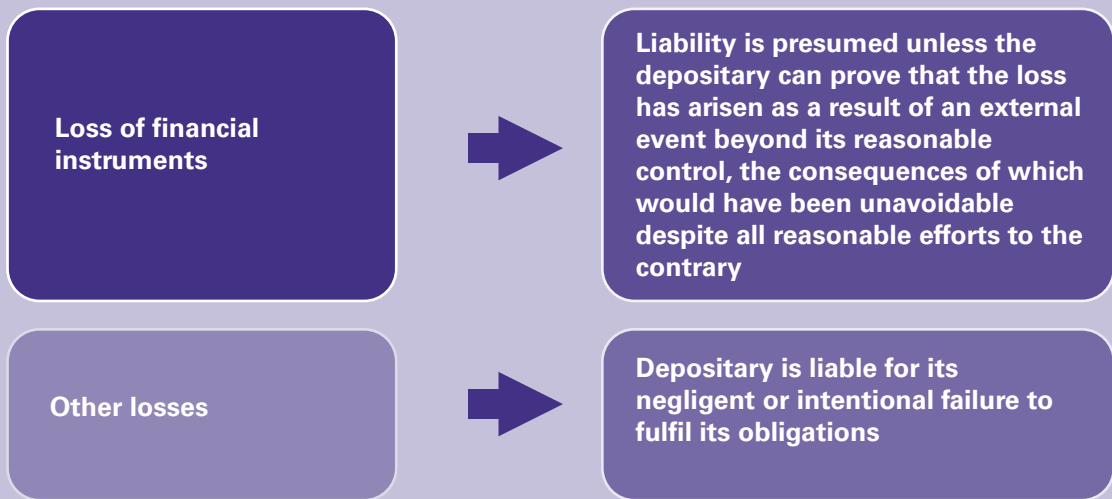 Loss of financial
instruments
Liability is presumed unless the
depositary can prove that the loss
has arisen as a result of an external
event beyond its reasonable
control, the consequences of which
would have been unavoidable
despite all reasonable efforts to the
contrary
Other losses
Depositary is liable for its
negligent or intentional failure to
fulfil its obligations